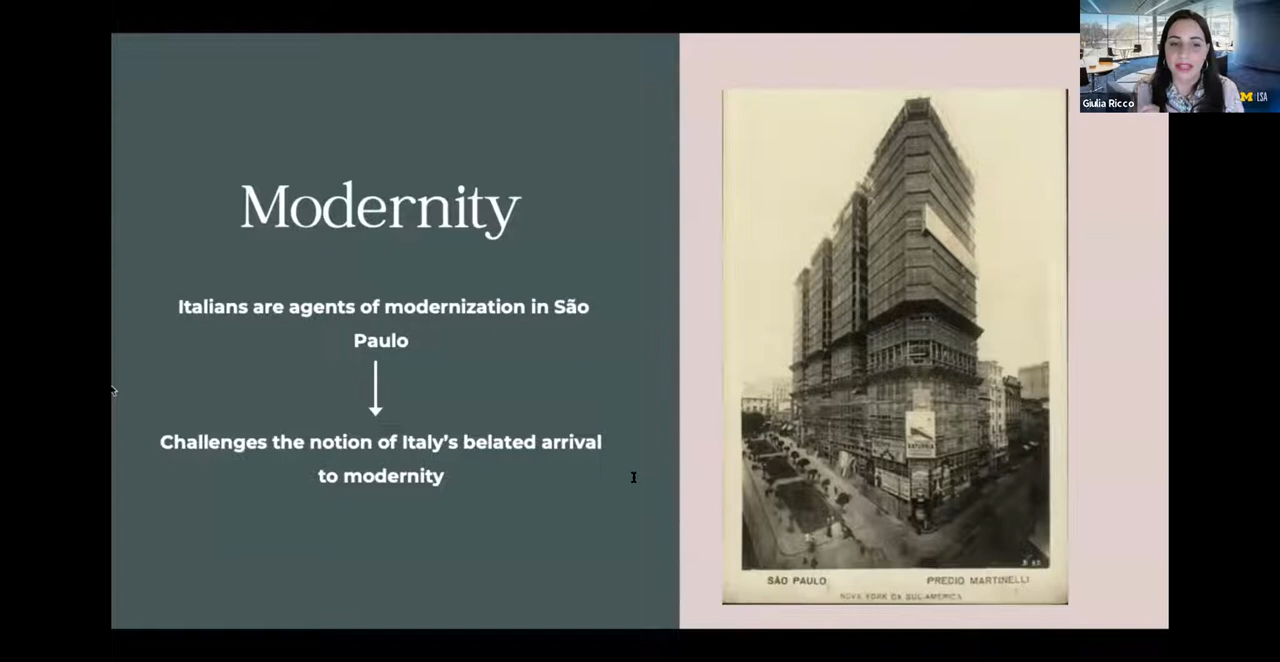 Modernity
Italians are agents of modernization in São
Paulo
Challenges the notion of Italy's belated arrival
to modernity
SÃO PAULO PREDIO MARTINELLI
NOVA YORK DA SUL-AMERICA
Giulia Ricco
M LSA